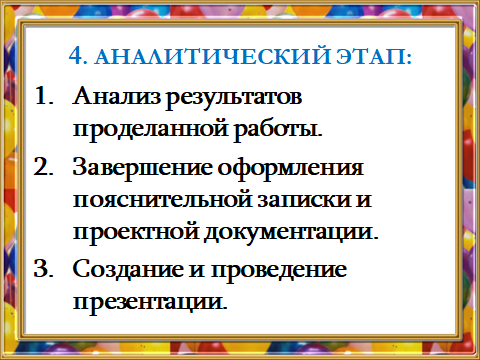 4. АНАЛИТИЧЕСКИЙ ЭТАП:
1. Анализ результатов
проделанной работы.
2. Завершение оформления
пояснительной записки и
проектной документации.
3. Создание и проведение
презентации.